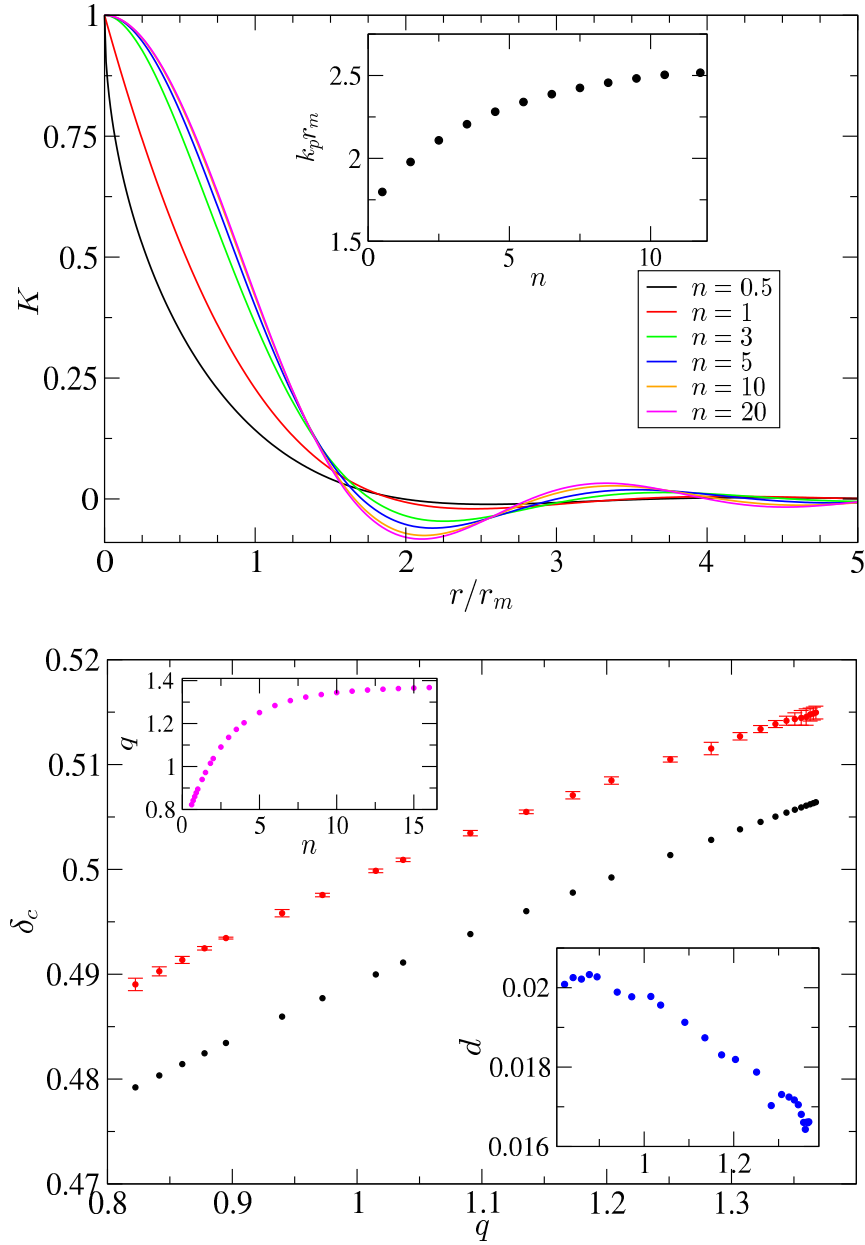 1
0.75
0.5
0.25
0
K
0 1 2 3 4 5
r/r_m
2.5
2
1.5
k_p r_m
0 5 10
n
n = 0.5
n = 1
n = 3
n = 5
n = 10
n = 20
0.52
0.51
0.5
0.49
0.48
0.47
δ_c
0.8 0.9 1 1.1 1.2 1.3
q
1.4
1.2
1
0.8
q
0 5 10 15
n
0.02
0.018
0.016
d
1 1.2